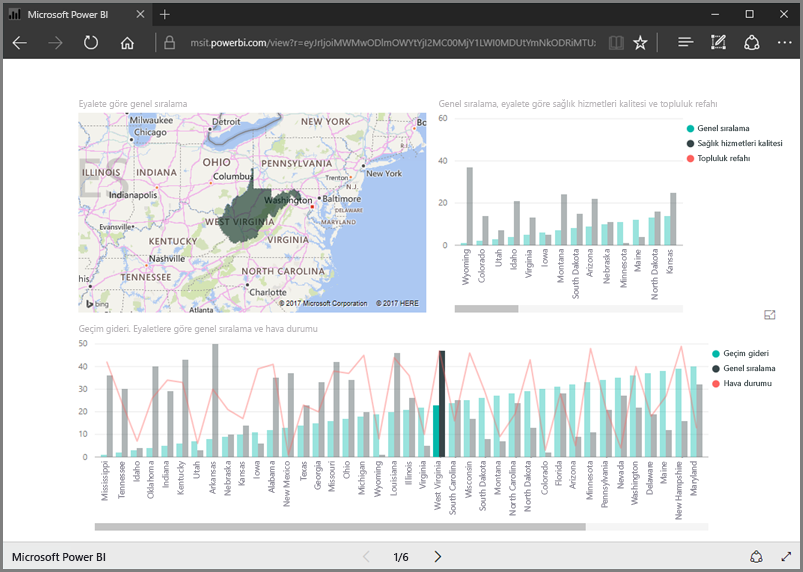 Microsoft Power BI
msit.powerbi.com/view?r=eyJrIjoiMWMwODlmOWYtYjI2MC00MjY1LWI0MDUtYmNkODRiMTU:
Eyalete göre genel sıralama
Genel sıralama, eyalete göre sağlık hizmetleri kalitesi ve topluluk refahı
Milwaukee
Chicago
Detroit
NEW YORK
ILLINOIS
INDIANA
OHIO
PENNSYLVANIA
New York
Trenton
N.J.
Indianapolis
Columbus
Washington
Baltimore
DELAWARE
MARYLAND
WEST VIRGINIA
Evansville
KENTUCKY
VIRGINIA
Nashville
TENNESSEE
NORTH CAROLINA
Charlotte
Atlanta
bing
© 2017 Microsoft Corporation © 2017 HERE
60
40
20
0
Wyoming
Colorado
Utah
Idaho
Virginia
Iowa
Montana
South Dakota
Arizona
Nebraska
Minnesota
Maine
North Dakota
Kansas
Genel sıralama
Sağlık hizmetleri kalitesi
Topluluk refahı
Geçim gideri. Eyaletlere göre genel sıralama ve hava durumu
50
40
30
20
10
0
Mississippi
Tennessee
Idaho
Oklahoma
Indiana
Kentucky
Utah
Arkansas
Nebraska
Kansas
Iowa
Alabama
New Mexico
Texas
Georgia
Missouri
Ohio
Michigan
Wyoming
Louisiana
Illinois
Virginia
West Virginia
South Carolina
Wisconsin
South Dakota
Montana
North Carolina
North Dakota
Colorado
Florida
Arizona
Minnesota
Pennsylvania
Nevada
Washington
Delaware
Maine
New Hampshire
Maryland
Geçim gideri
Genel sıralama
Hava durumu
Microsoft Power BI
1/6